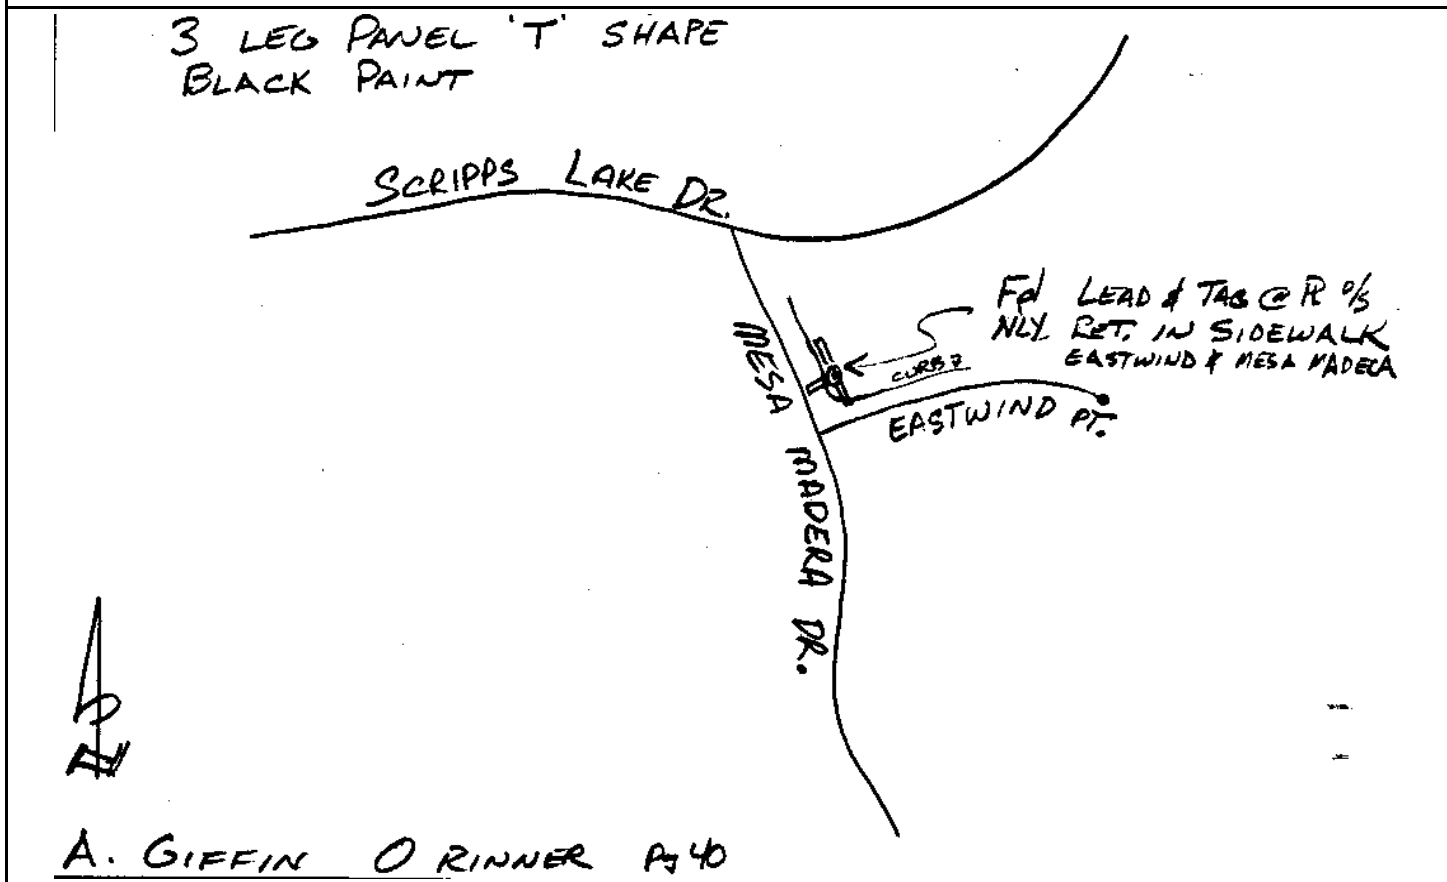 3 LEG PANEL 'T' SHAPE
BLACK PAINT
SCRIPPS LAKE DR.
Fd LEAD & TAG @ PL O/S
NLY RET. IN SIDEWALK
EASTWIND & MESA MADERA
CURB
EASTWIND PT.
MESA MADERA DR.
N
A. GIFFIN O RINNER Pg 40